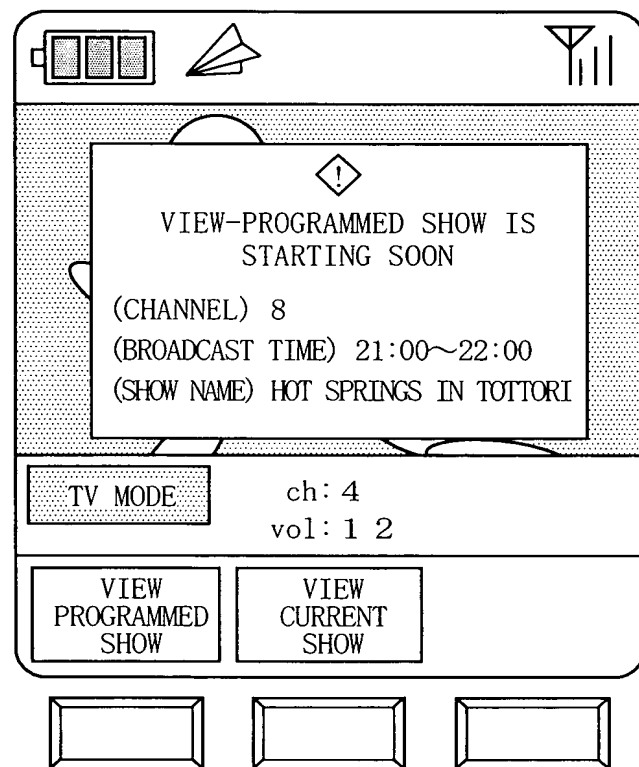 !
VIEW-PROGRAMMED SHOW IS
STARTING SOON
(CHANNEL) 8
(BROADCAST TIME) 21:00〜22:00
(SHOW NAME) HOT SPRINGS IN TOTTORI
TV MODE
ch:4
vol:1 2
VIEW
PROGRAMMED
SHOW
VIEW
CURRENT
SHOW